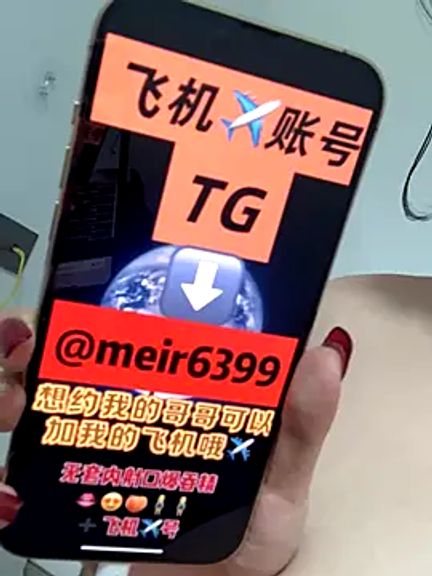 飞机✈️账号
TG
@meir6399
想约我的哥哥可以
加我的飞机哦✈️
无套内射口爆吞精
➕飞机✈️号